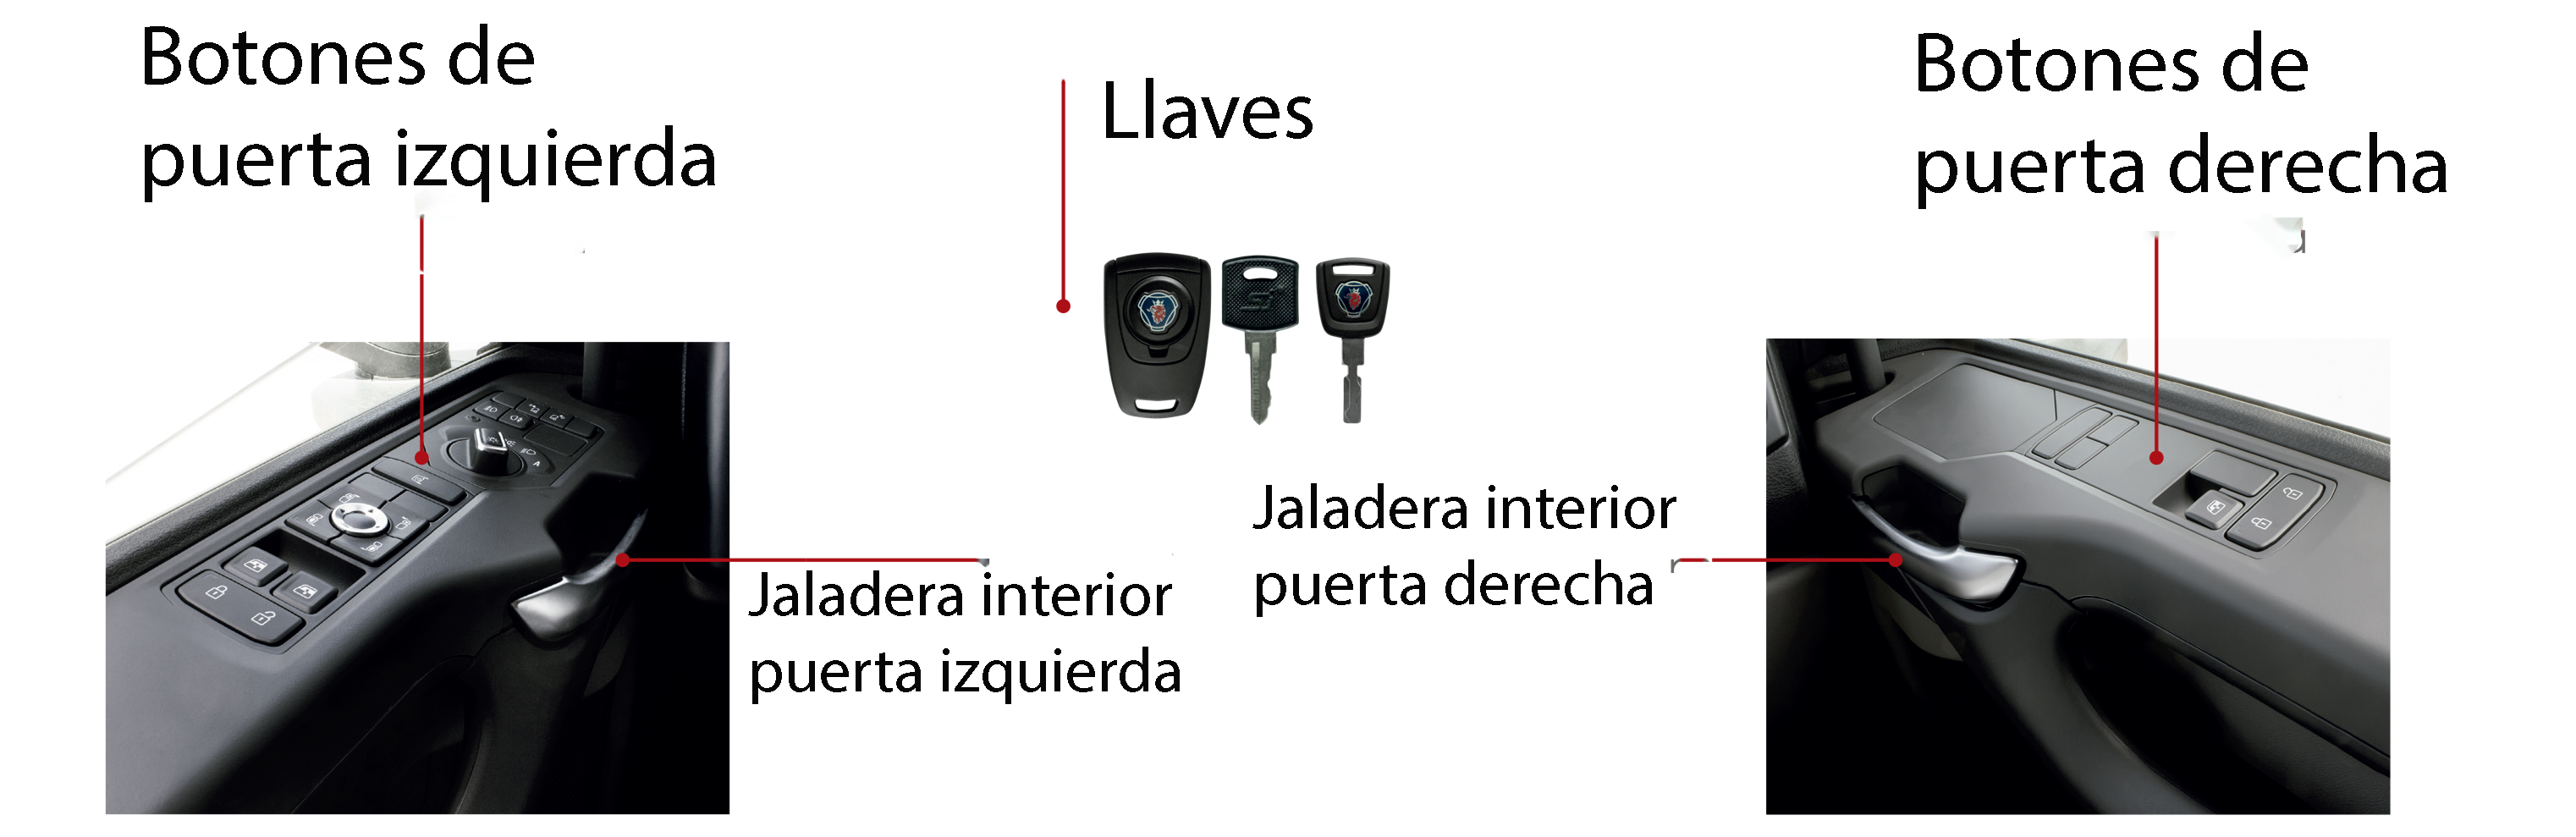 Botones de
puerta izquierda
Llaves
Botones de
puerta derecha
Jaladera interior
puerta izquierda
Jaladera interior
puerta derecha